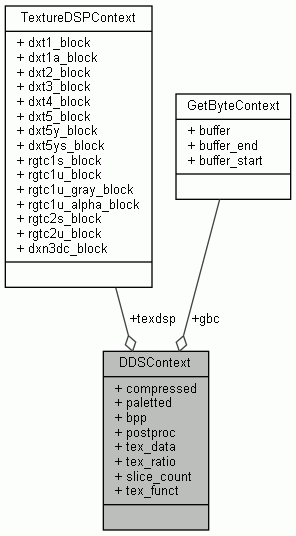 TextureDSPContext
+ dxt1_block
+ dxt1a_block
+ dxt2_block
+ dxt3_block
+ dxt4_block
+ dxt5_block
+ dxt5y_block
+ dxt5ys_block
+ rgtc1s_block
+ rgtc1u_block
+ rgtc1u_gray_block
+ rgtc1u_alpha_block
+ rgtc2s_block
+ rgtc2u_block
+ dxn3dc_block
GetByteContext
+ buffer
+ buffer_end
+ buffer_start
+texdsp
+gbc
DDSContext
+ compressed
+ paletted
+ bpp
+ postproc
+ tex_data
+ tex_ratio
+ slice_count
+ tex_funct